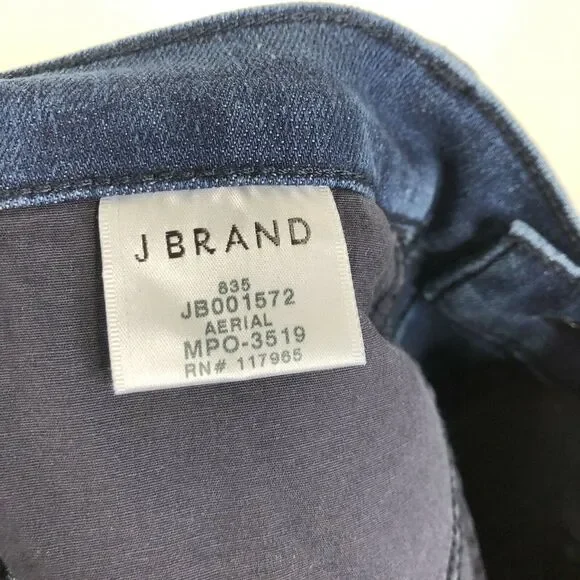 J BRAND
835
JB001572
AERIAL
MPO-3519
RN# 117965